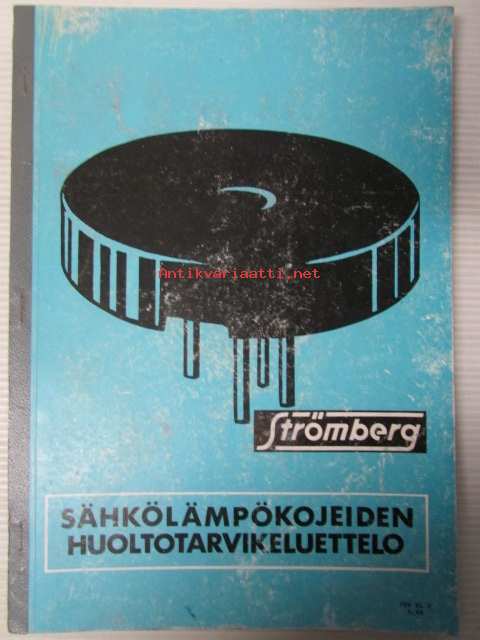 Antikvariaatti.net
Strömberg
SÄHKÖLÄMPÖKOJEIDEN
HUOLTOTARVIKELUETTELO